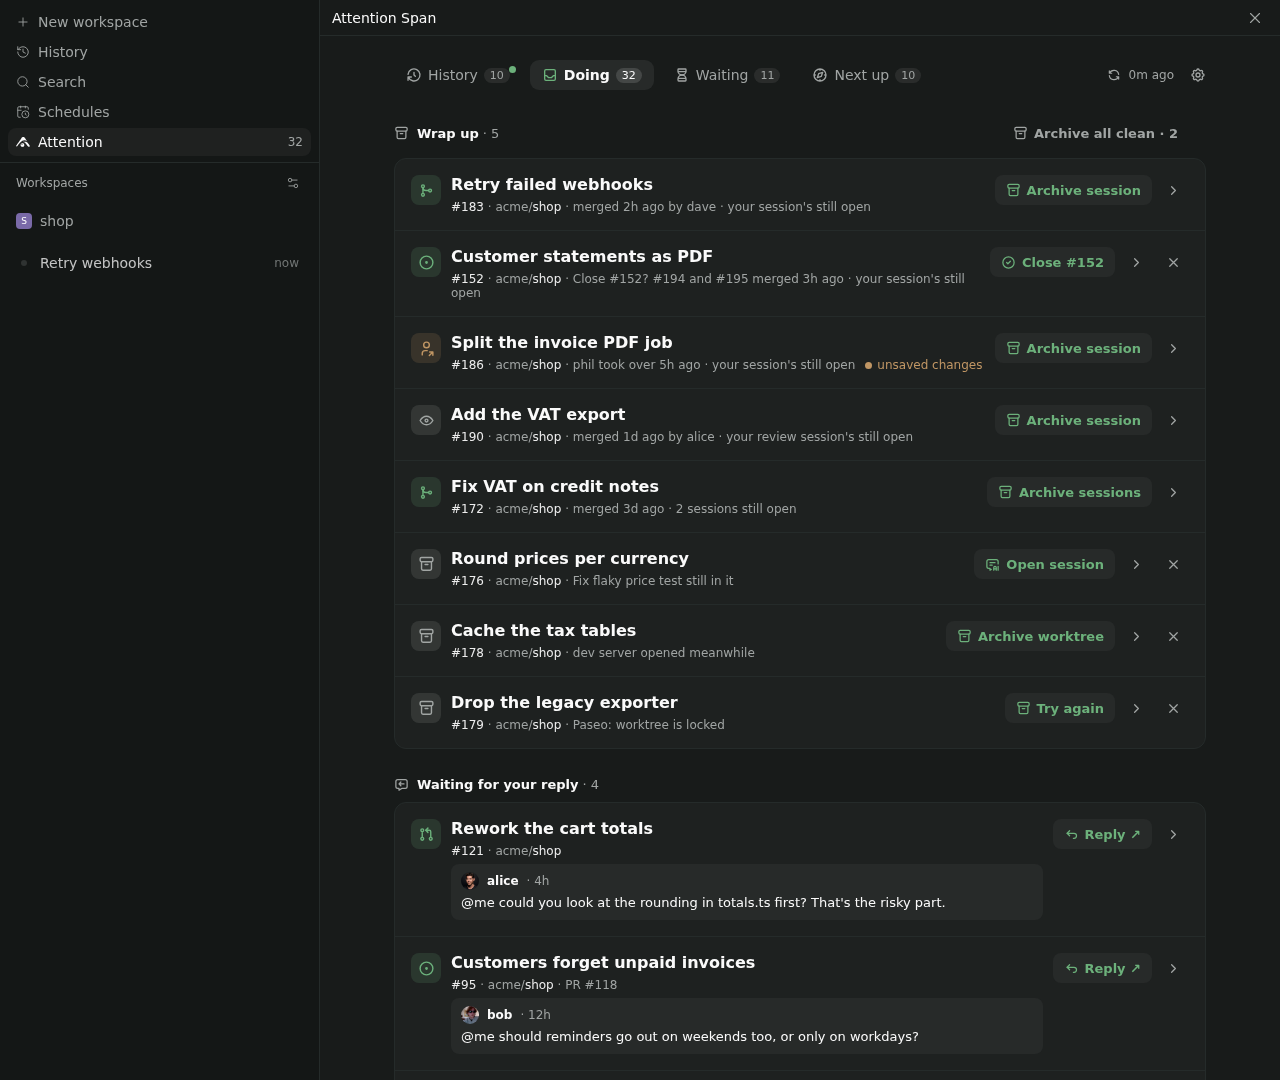 New workspace
History
Search
Schedules
Attention 32
Workspaces
S shop
Retry webhooks now
Attention Span
History 10 Doing 32 Waiting 11 Next up 10 0m ago
Wrap up · 5 Archive all clean · 2
Retry failed webhooks
#183 · acme/shop · merged 2h ago by dave · your session's still open
Archive session
Customer statements as PDF
#152 · acme/shop · Close #152? #194 and #195 merged 3h ago · your session's still
open
Close #152
Split the invoice PDF job
#186 · acme/shop · phil took over 5h ago · your session's still open ● unsaved changes
Archive session
Add the VAT export
#190 · acme/shop · merged 1d ago by alice · your review session's still open
Archive session
Fix VAT on credit notes
#172 · acme/shop · merged 3d ago · 2 sessions still open
Archive sessions
Round prices per currency
#176 · acme/shop · Fix flaky price test still in it
Open session
Cache the tax tables
#178 · acme/shop · dev server opened meanwhile
Archive worktree
Drop the legacy exporter
#179 · acme/shop · Paseo: worktree is locked
Try again
Waiting for your reply · 4
Rework the cart totals
#121 · acme/shop
Reply ↗
alice · 4h
@me could you look at the rounding in totals.ts first? That's the risky part.
Customers forget unpaid invoices
#95 · acme/shop · PR #118
Reply ↗
bob · 12h
@me should reminders go out on weekends too, or only on workdays?